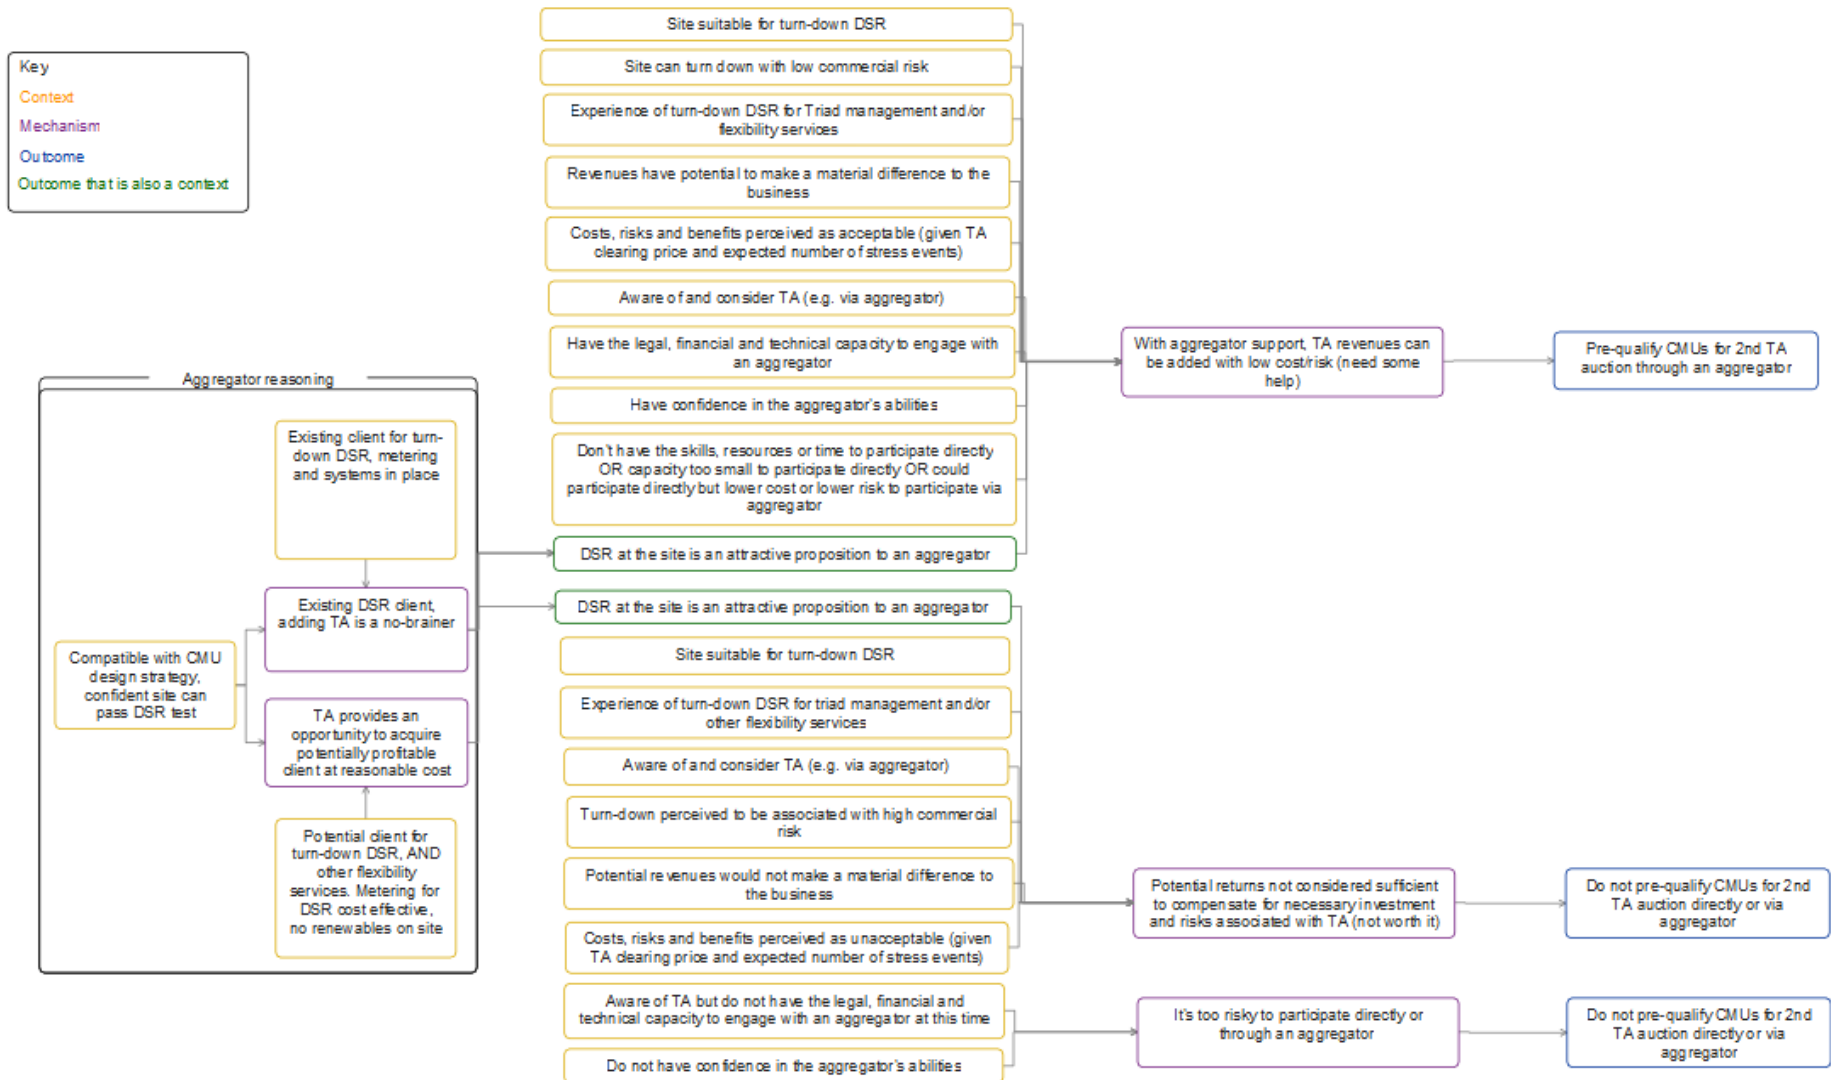 Key
Context
Mechanism
Outcome
Outcome that is also a context
Site suitable for turn-down DSR
Site can turn down with low commercial risk
Experience of turn-down DSR for Triad management and/or
flexibility services
Revenues have potential to make a material difference to the
business
Costs, risks and benefits perceived as acceptable (given TA
clearing price and expected number of stress events)
Aware of and consider TA (e.g. via aggregator)
Have the legal, financial and technical capacity to engage with
an aggregator
Have confidence in the aggregator's abilities
Don't have the skills, resources or time to participate directly
OR capacity too small to participate directly OR could
participate directly but lower cost or lower risk to participate via
aggregator
DSR at the site is an attractive proposition to an aggregator
With aggregator support, TA revenues can
be added with low cost/risk (need some
help)
Pre-qualify CMUs for 2nd TA
auction through an aggregator
Aggregator reasoning
Existing client for turn-
down DSR, metering
and systems in place
Existing DSR client,
adding TA is a no-brainer
Compatible with CMU
design strategy,
confident site can
pass DSR test
TA provides an
opportunity to acquire
potentially profitable
client at reasonable cost
Potential client for
turn-down DSR, AND
other flexibility
services. Metering for
DSR cost effective,
no renewables on site
DSR at the site is an attractive proposition to an aggregator
Site suitable for turn-down DSR
Experience of turn-down DSR for triad management and/or
other flexibility services
Aware of and consider TA (e.g. via aggregator)
Turn-down perceived to be associated with high commercial
risk
Potential revenues would not make a material difference to
the business
Costs, risks and benefits perceived as unacceptable (given
TA clearing price and expected number of stress events)
Potential returns not considered sufficient
to compensate for necessary investment
and risks associated with TA (not worth it)
Do not pre-qualify CMUs for 2nd
TA auction directly or via
aggregator
Aware of TA but do not have the legal, financial and
technical capacity to engage with an aggregator at this time
Do not have confidence in the aggregator's abilities
It's too risky to participate directly or
through an aggregator
Do not pre-qualify CMUs for 2nd
TA auction directly or via
aggregator